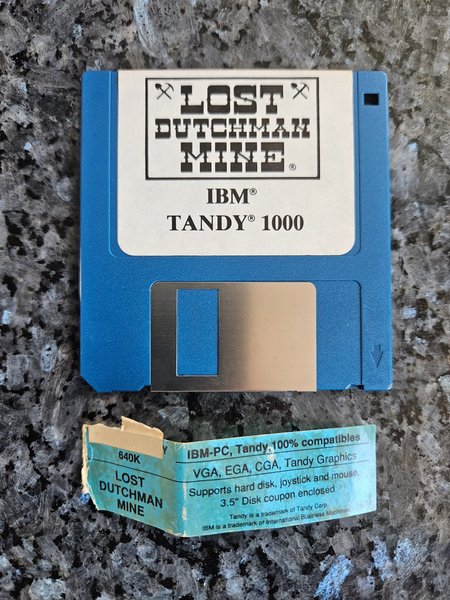 LOST
DUTCHMAN
MINE®
IBM®
TANDY® 1000
640K
LOST
DUTCHMAN
MINE
IBM-PC, Tandy 100% compatibles
VGA, EGA, CGA, Tandy Graphics
Supports hard disk, joystick and mouse.
3.5" Disk coupon enclosed
Tandy is a trademark of Tandy Corp.
IBM is a trademark of International Business Machines